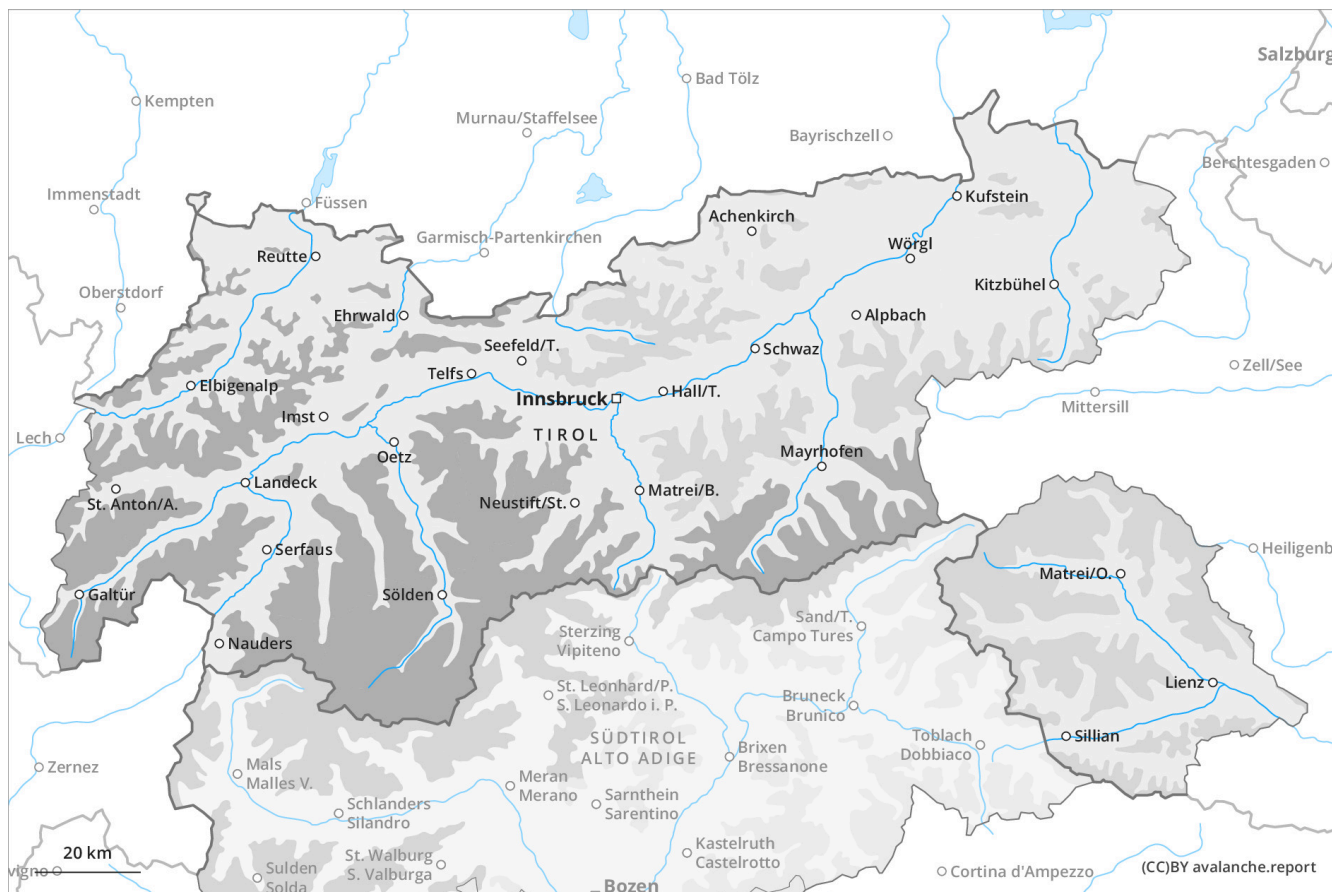 Salzburg
Kempten
Bad Tölz
Murnau/Staffelsee
Bayrischzell
Berchtesgaden
Immenstadt
Füssen
Kufstein
Achenkirch
Garmisch-Partenkirchen
Wörgl
Reutte
Oberstdorf
Kitzbühel
Ehrwald
Alpbach
Seefeld/T.
Schwaz
Zell/See
Telfs
Elbigenalp
Innsbruck
Hall/T.
Mittersill
Imst
Lech
TIROL
Oetz
Mayrhofen
Landeck
Matrei/B.
St. Anton/A.
Neustift/St.
Serfaus
Heiligenb
Matrei/O.
Galtür
Sölden
Sand/T.
Campo Tures
Sterzing
Vipiteno
Nauders
Lienz
St. Leonhard/P.
S. Leonardo i. P.
Bruneck
Brunico
SÜDTIROL
ALTO ADIGE
Toblach
Dobbiaco
Sillian
Brixen
Bressanone
Mals
Malles V.
Zernez
Meran
Merano
Schlanders
Silandro
Sarnthein
Sarentino
Kastelruth
Castelrotto
20 km
St. Walburg
S. Valburga
vigno
Sulden
Solda
Cortina d'Ampezzo
(CC)BY avalanche.report
Bozen